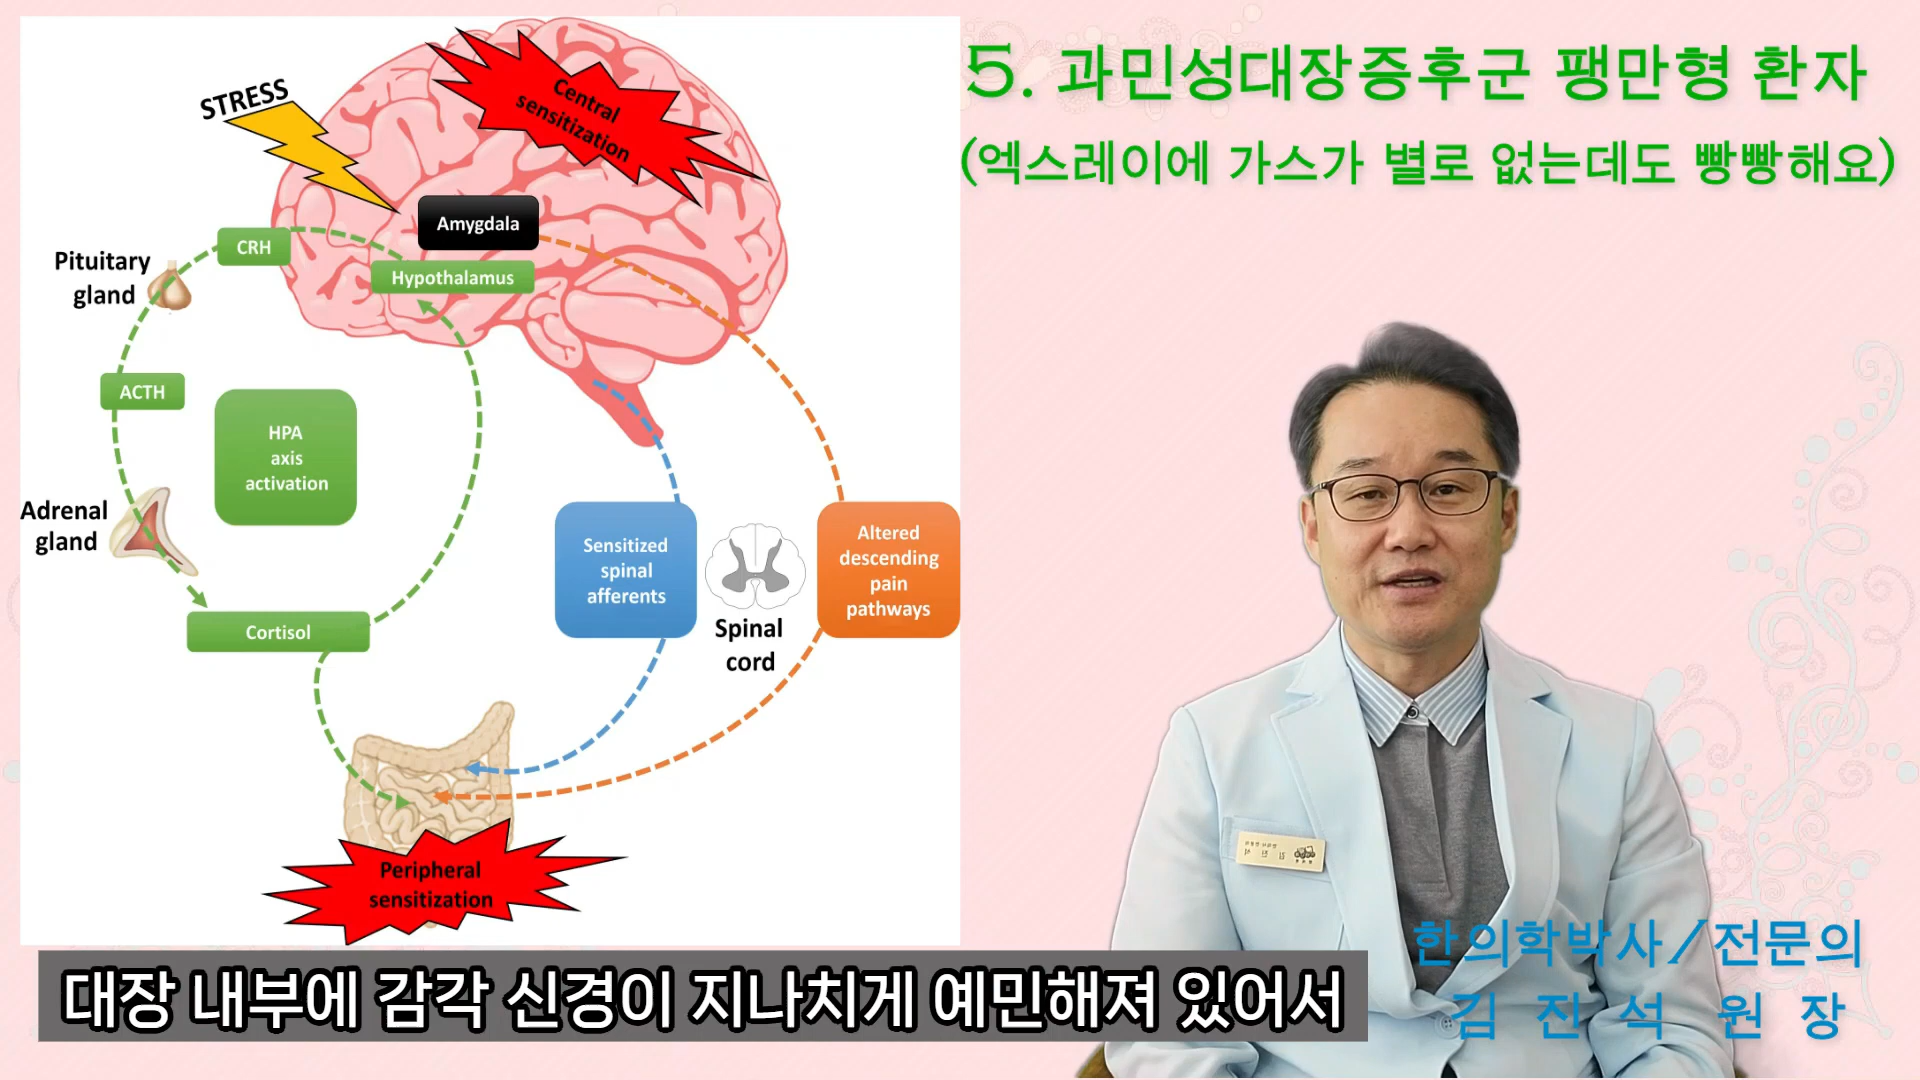 5. 과민성대장증후군 팽만형 환자
(엑스레이에 가스가 별로 없는데도 빵빵해요)
STRESS
Central
sensitization
Amygdala
CRH
Hypothalamus
Pituitary
gland
ACTH
HPA
axis
activation
Adrenal
gland
Cortisol
Sensitized
spinal
afferents
Spinal
cord
Altered
descending
pain
pathways
Peripheral
sensitization
한의학박사/전문의
김 진 석 원 장
대장 내부에 감각 신경이 지나치게 예민해져 있어서